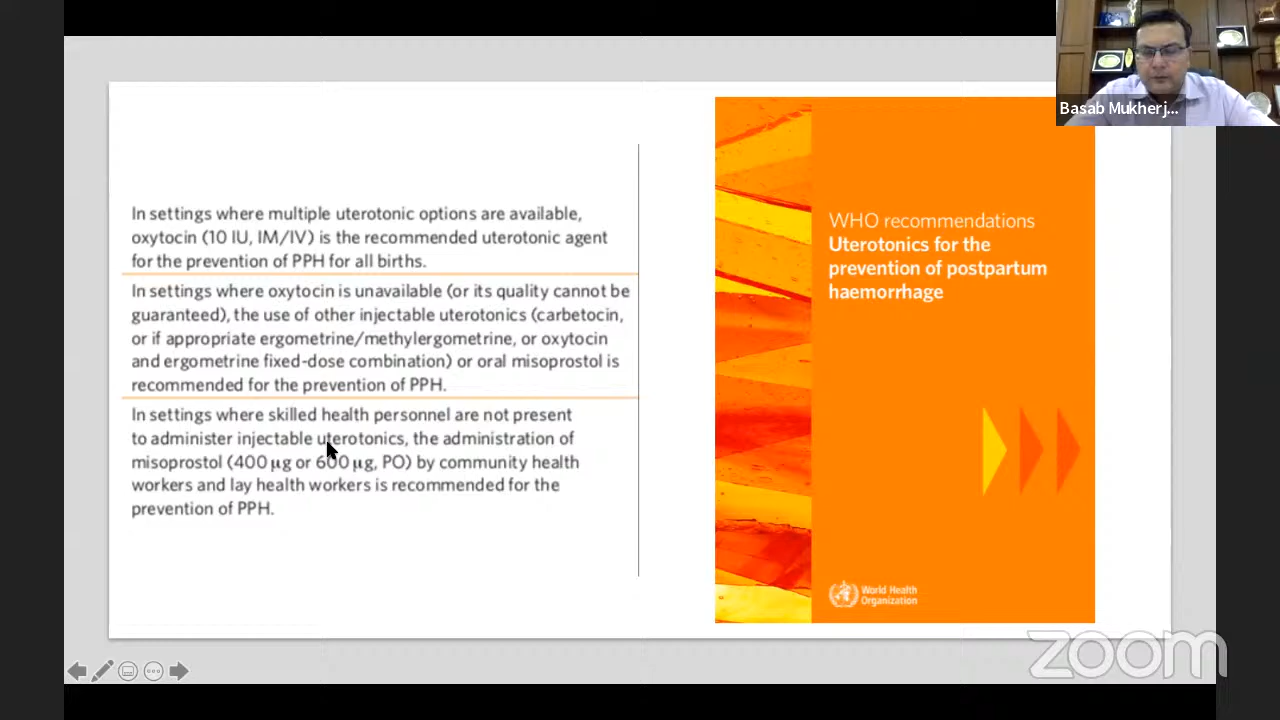 Basab Mukherj...
In settings where multiple uterotonic options are available,
oxytocin (10 IU, IM/IV) is the recommended uterotonic agent
for the prevention of PPH for all births.
In settings where oxytocin is unavailable (or its quality cannot be
guaranteed), the use of other injectable uterotonics (carbetocin,
or if appropriate ergometrine/methylergometrine, or oxytocin
and ergometrine fixed-dose combination) or oral misoprostol is
recommended for the prevention of PPH.
In settings where skilled health personnel are not present
to administer injectable uterotonics, the administration of
misoprostol (400 µg or 600 µg, PO) by community health
workers and lay health workers is recommended for the
prevention of PPH.
WHO recommendations
Uterotonics for the
prevention of postpartum
haemorrhage
World Health
Organization
zoom